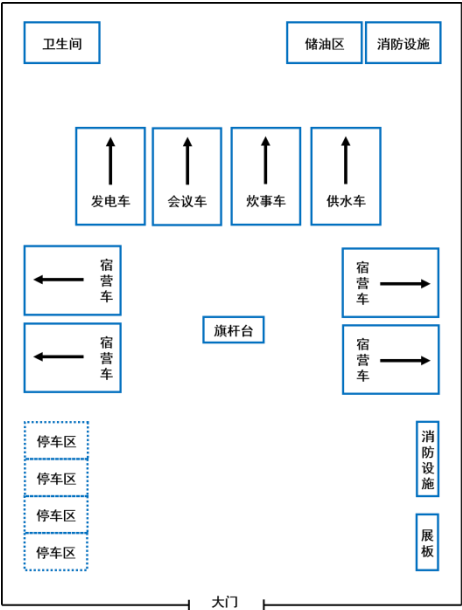 卫生间
储油区
消防设施
发电车
会议车
炊事车
供水车
宿营车
宿营车
宿营车
宿营车
旗杆台
停车区
停车区
停车区
停车区
消防设施
展板
大门